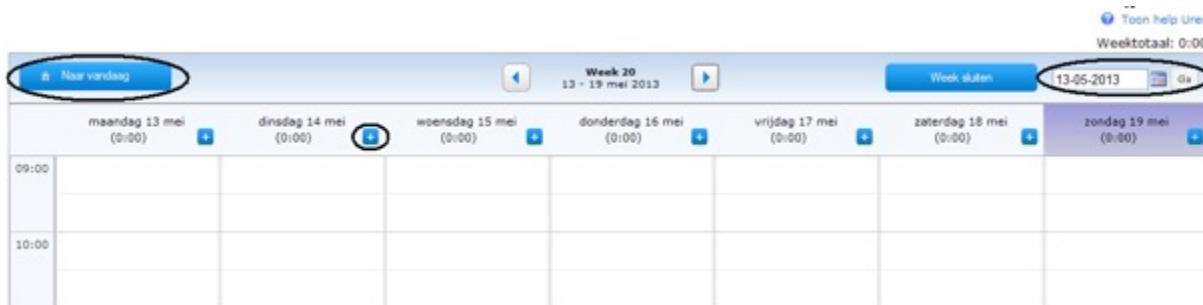 Toon help Uren
Weektotaal: 0:00
Naar vandaag
Week 20
13 - 19 mei 2013
Week sluiten
13-05-2013
Ga
maandag 13 mei
(0:00)
dinsdag 14 mei
(0:00)
woensdag 15 mei
(0:00)
donderdag 16 mei
(0:00)
vrijdag 17 mei
(0:00)
zaterdag 18 mei
(0:00)
zondag 19 mei
(0:00)
09:00
10:00